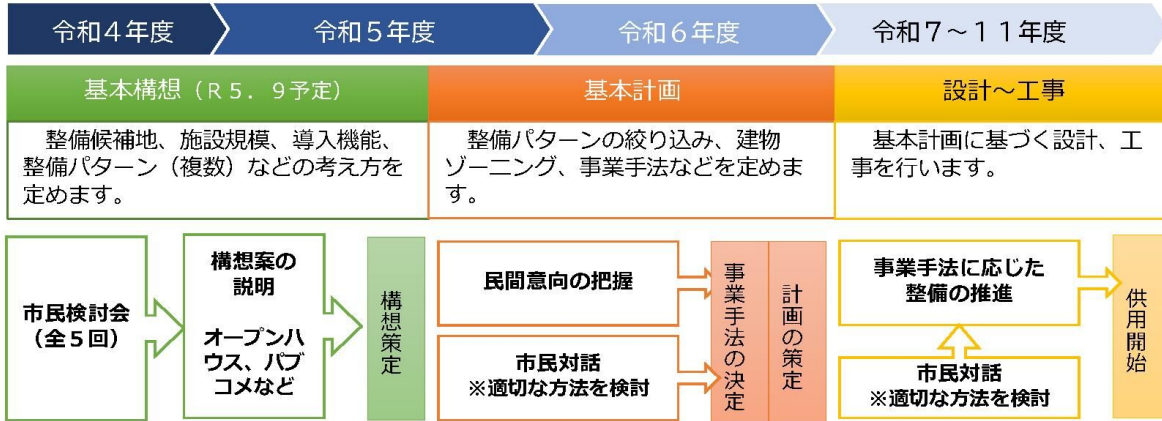 令和４年度
令和５年度
令和６年度
令和７～１１年度
基本構想（Ｒ５．９予定）
基本計画
設計～工事
整備候補地、施設規模、導入機能、
整備パターン（複数）などの考え方を
定めます。
整備パターンの絞り込み、建物
ゾーニング、事業手法などを定めま
す。
基本計画に基づく設計、工
事を行います。
市民検討会
（全５回）
構想案の
説明
オープンハ
ウス、パブ
コメなど
構想策定
民間意向の把握
市民対話
※適切な方法を検討
事業手法の決定
計画の策定
事業手法に応じた
整備の推進
市民対話
※適切な方法を検討
供用開始